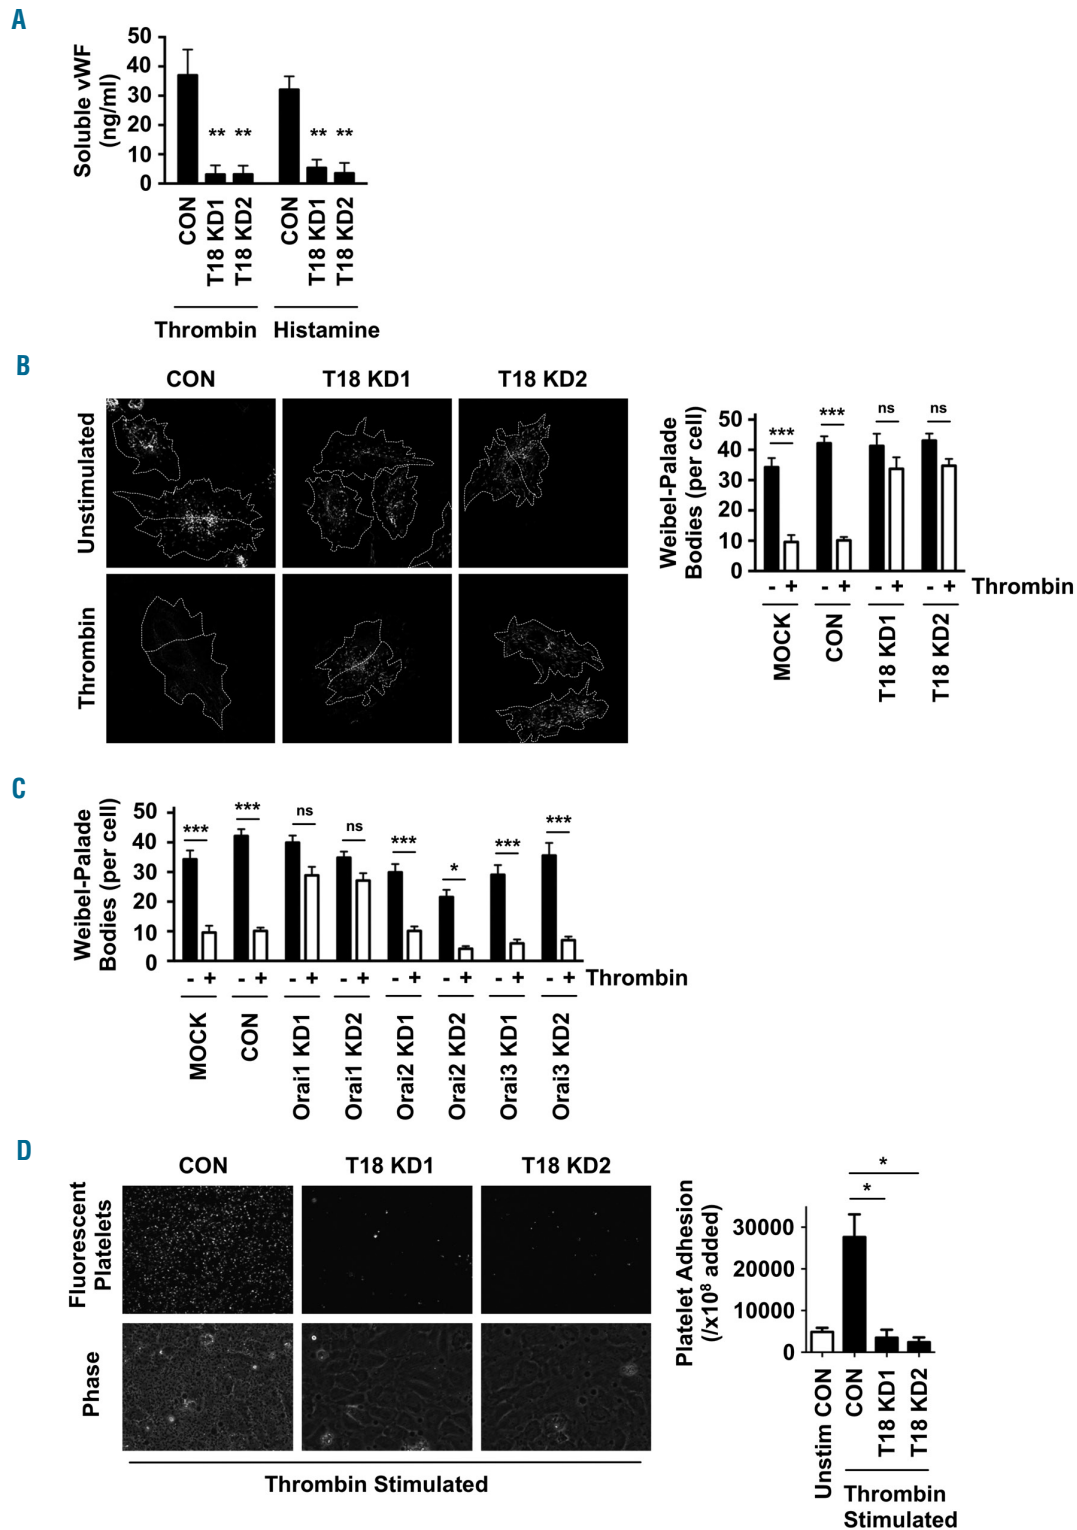 A
Soluble vWF
(ng/ml)
50
40
30
20
10
0
** ** ** **
CON
T18 KD1
T18 KD2
CON
T18 KD1
T18 KD2
Thrombin Histamine
B
CON T18 KD1 T18 KD2
Unstimulated
Thrombin
Weibel-Palade
Bodies (per cell)
50
40
30
20
10
0
*** *** ns ns
- + - + - + - + Thrombin
MOCK
CON
T18 KD1
T18 KD2
C
Weibel-Palade
Bodies (per cell)
50
40
30
20
10
0
*** *** ns ns *** * *** ***
- + - + - + - + - + - + - + - + Thrombin
MOCK
CON
Orai1 KD1
Orai1 KD2
Orai2 KD1
Orai2 KD2
Orai3 KD1
Orai3 KD2
D
CON T18 KD1 T18 KD2
Fluorescent
Platelets
Phase
Thrombin Stimulated
Platelet Adhesion
(/x10⁸ added)
30000
20000
10000
0
*
*
Unstim CON
CON
T18 KD1
T18 KD2
Thrombin
Stimulated